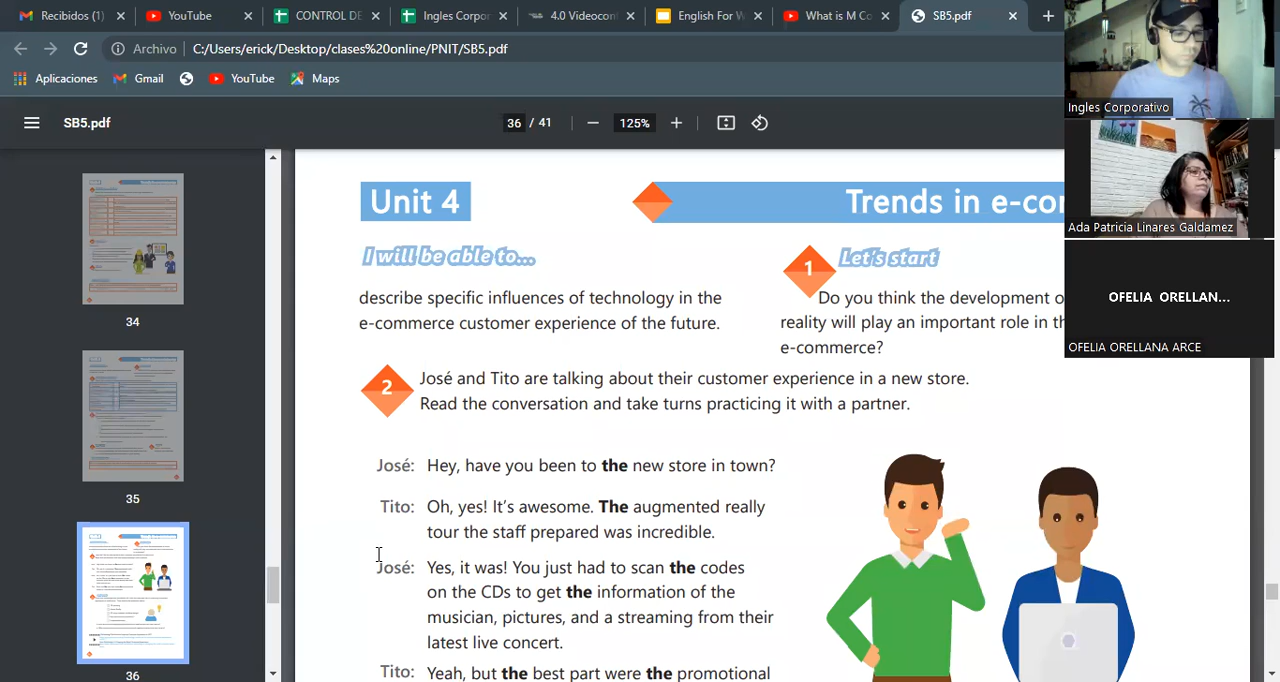 Recibidos (1)
YouTube
CONTROL DE
Ingles Corpor
4.0 Videoconf
English For W
What is M Co
SB5.pdf
Archivo
C:/Users/erick/Desktop/clases%20online/PNIT/SB5.pdf
Aplicaciones
Gmail
YouTube
Maps
SB5.pdf
36 / 41
125%
34
35
36
Unit 4
Trends in e-con
I will be able to...
describe specific influences of technology in the
e-commerce customer experience of the future.
1
Let's start
Do you think the development o
reality will play an important role in th
e-commerce?
2
José and Tito are talking about their customer experience in a new store.
Read the conversation and take turns practicing it with a partner.
José: Hey, have you been to the new store in town?
Tito: Oh, yes! It's awesome. The augmented really
tour the staff prepared was incredible.
José: Yes, it was! You just had to scan the codes
on the CDs to get the information of the
musician, pictures, and a streaming from their
latest live concert.
Tito: Yeah, but the best part were the promotional
Ingles Corporativo
Ada Patricia Linares Galdamez
OFELIA ORELLAN...
OFELIA ORELLANA ARCE